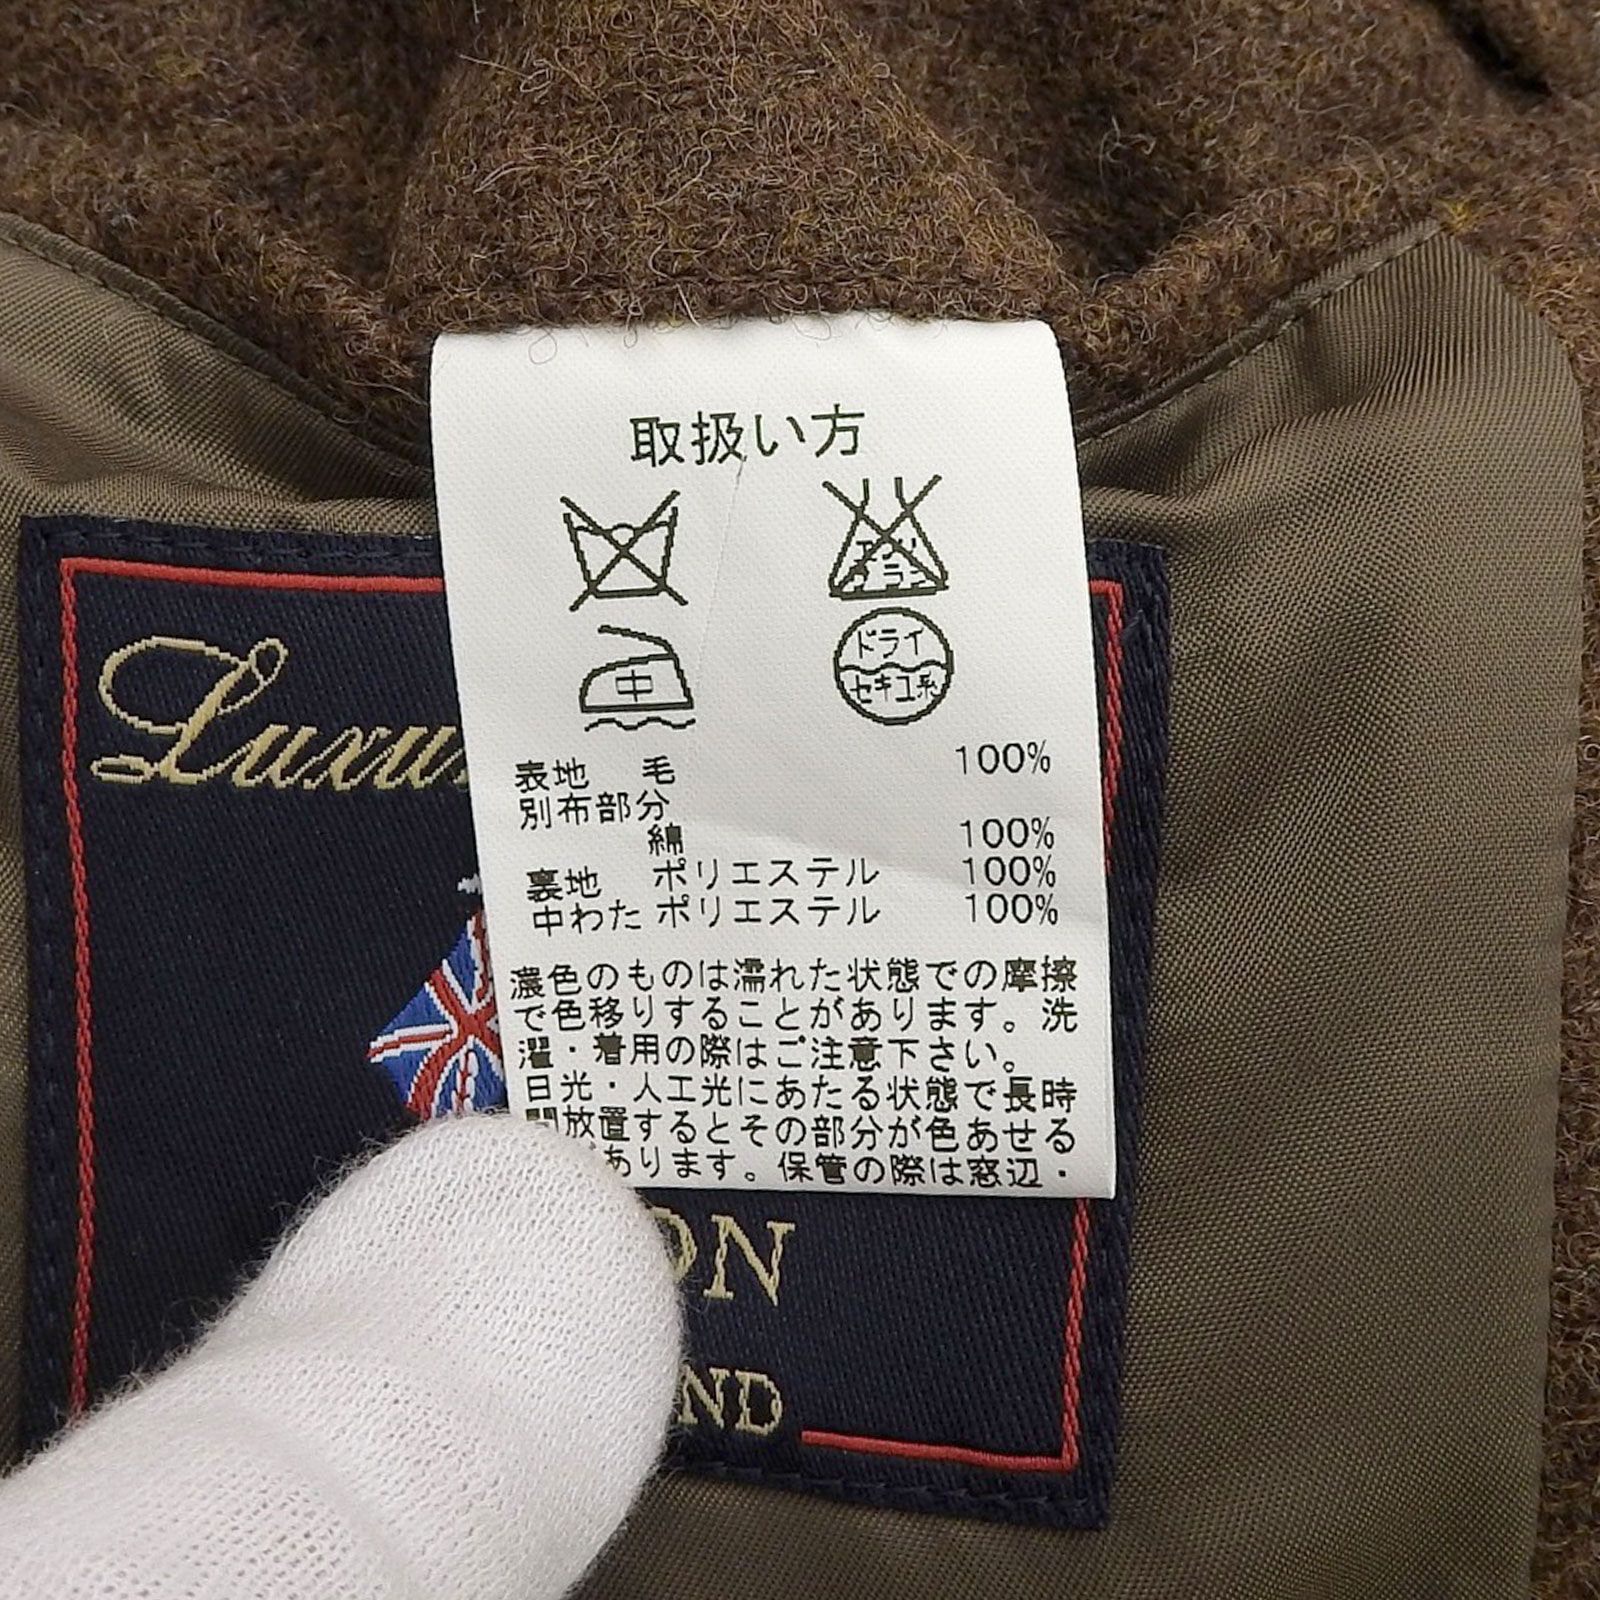 取扱い方
エンソ
サラシ
ドライ
セキユ系
中
表地 毛 100%
別布部分
綿 100%
裏地 ポリエステル 100%
中わた ポリエステル 100%
濃色のものは濡れた状態での摩擦
で色移りすることがあります。洗
濯・着用の際はご注意下さい。
日光・人工光にあたる状態で長時
間放置するとその部分が色あせる
あります。保管の際は窓辺・